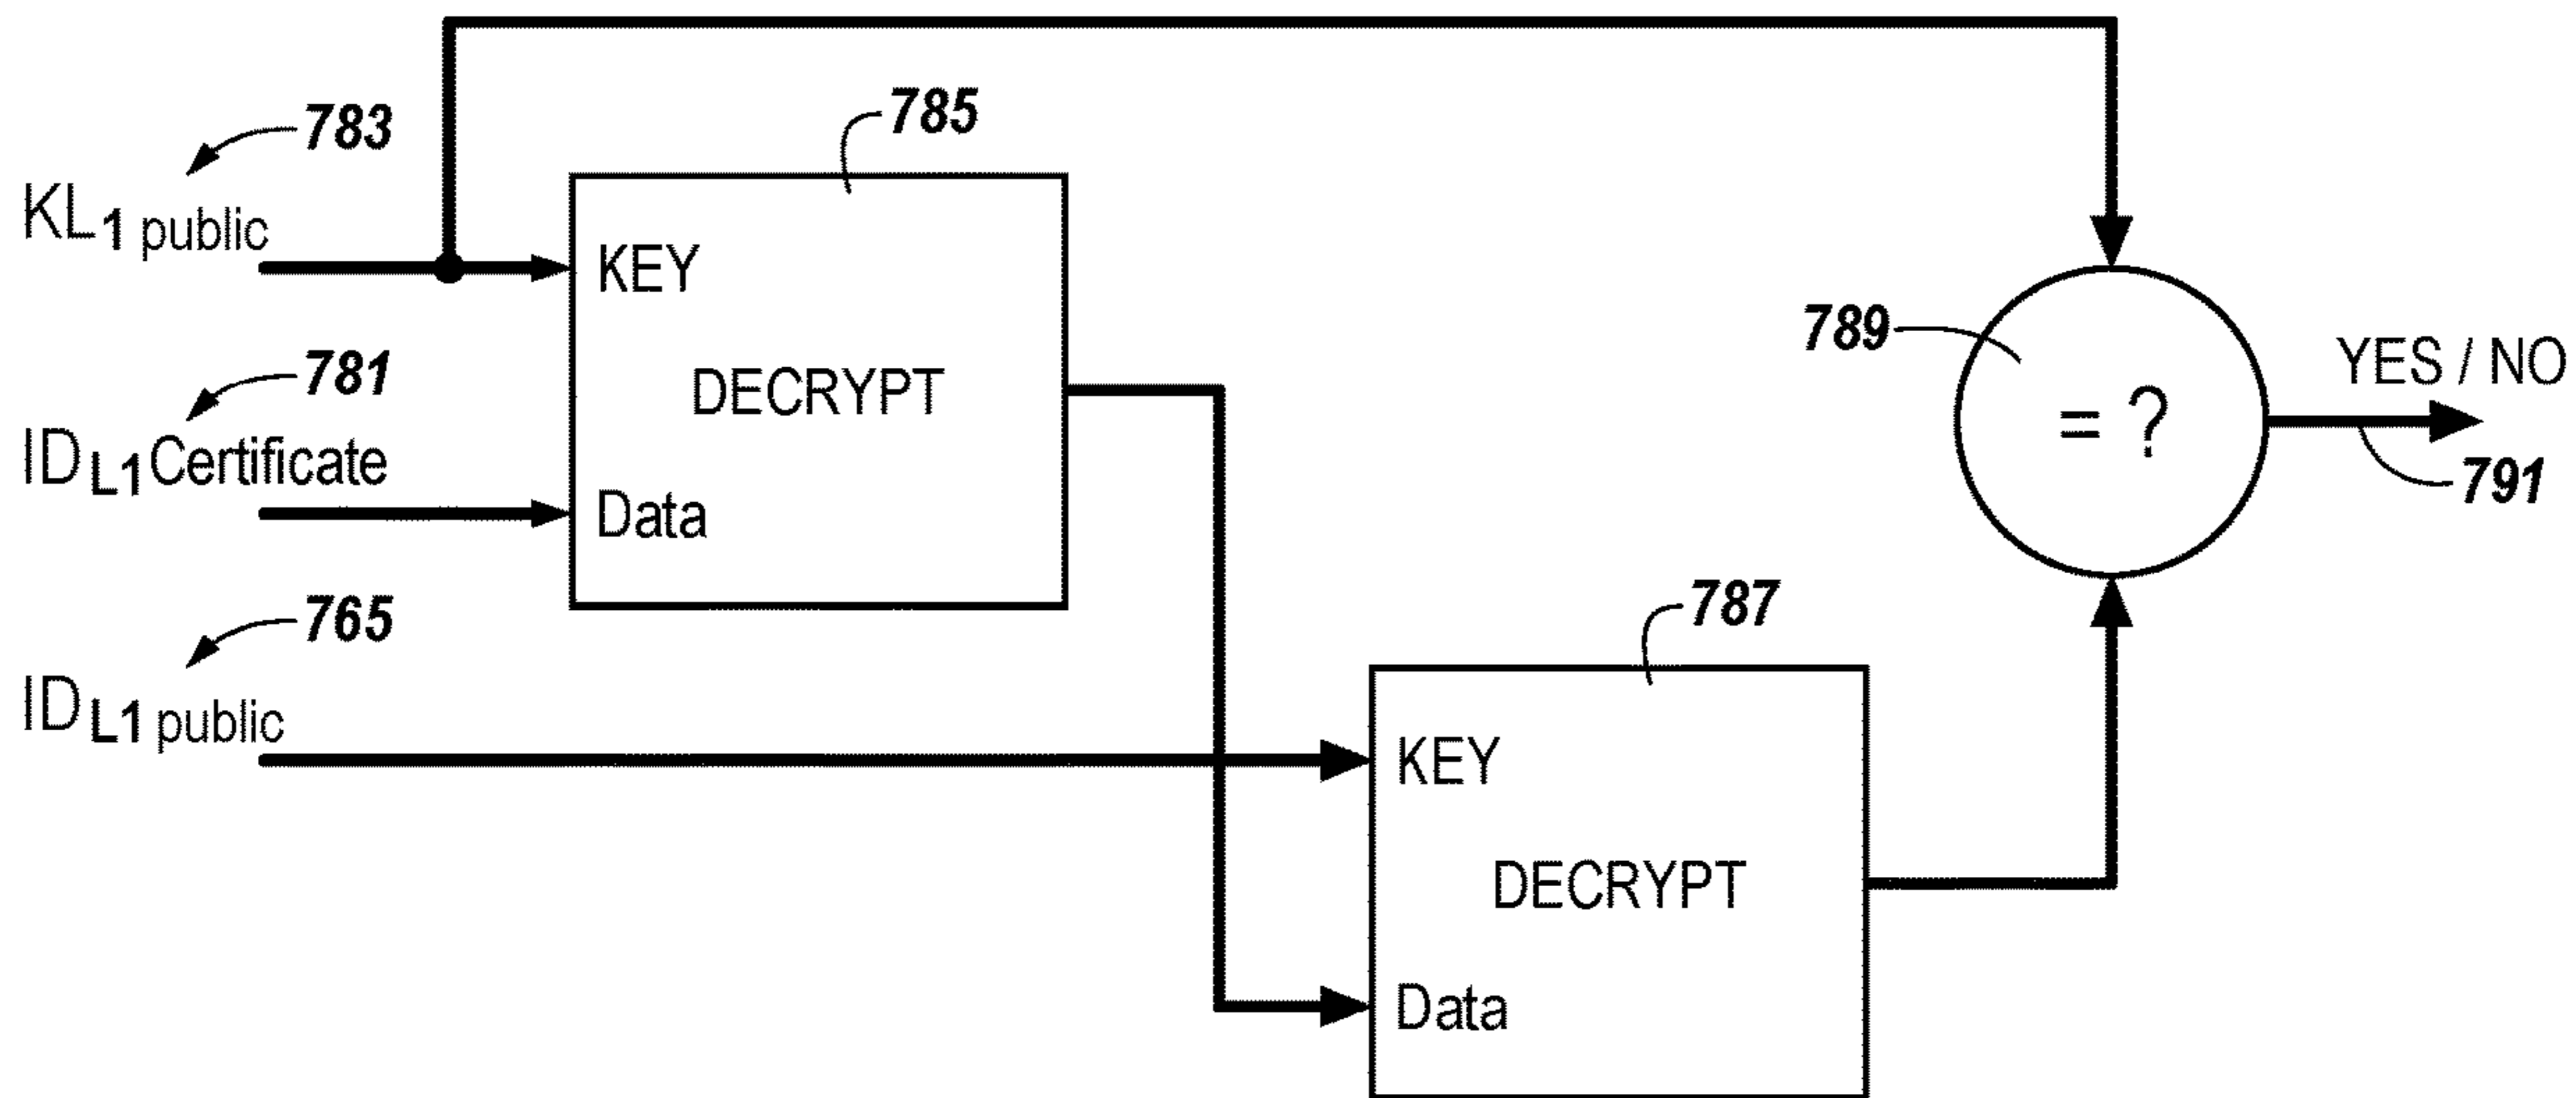 783
785
KL1 public
KEY
789
YES / NO
781
DECRYPT
= ?
IDL1 Certificate
791
Data
765
787
IDL1 public
KEY
DECRYPT
Data